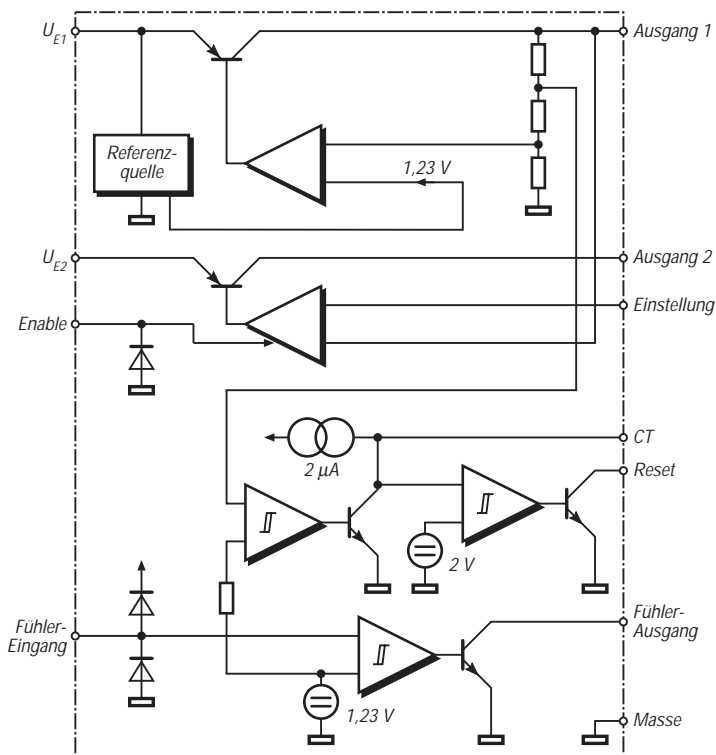 U_E1
Ausgang 1
Referenz-
quelle
1,23 V
U_E2
Ausgang 2
Einstellung
Enable
CT
2 µA
Reset
2 V
Fühler-
Eingang
Fühler-
Ausgang
1,23 V
Masse